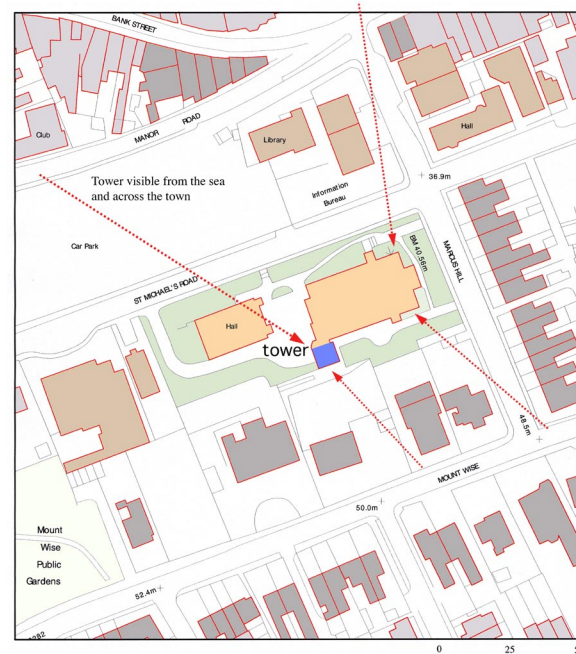 BANK STREET
MANOR ROAD
Club
Library
Hall
Tower visible from the sea
and across the town
Information
Bureau
36.9m
Car Park
ST MICHAEL'S ROAD
BM 40.56m
MARCUS HILL
Hall
tower
48.5m
MOUNT WISE
50.0m
Mount
Wise
Public
Gardens
52.4m
0 25